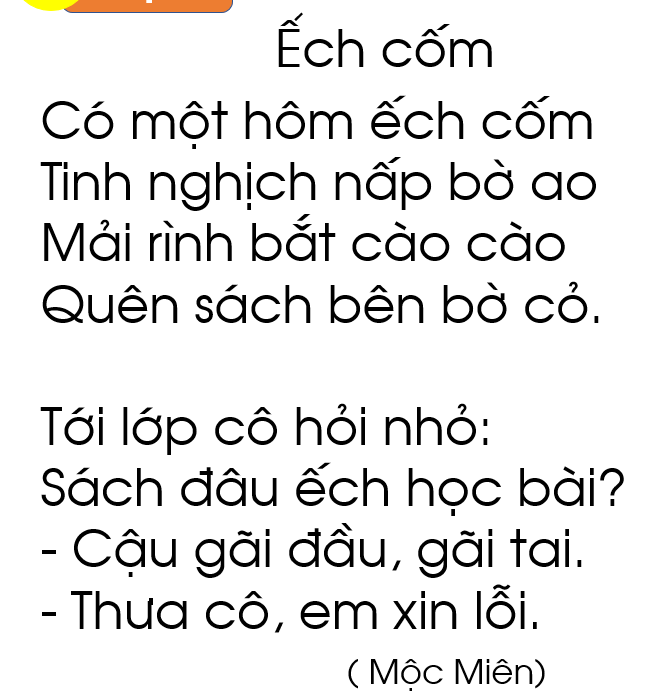 Ếch cốm
Có một hôm ếch cốm
Tinh nghịch nấp bờ ao
Mải rình bắt cào cào
Quên sách bên bờ cỏ.
Tới lớp cô hỏi nhỏ:
Sách đâu ếch học bài?
- Cậu gãi đầu, gãi tai.
- Thưa cô, em xin lỗi.
( Mộc Miên)